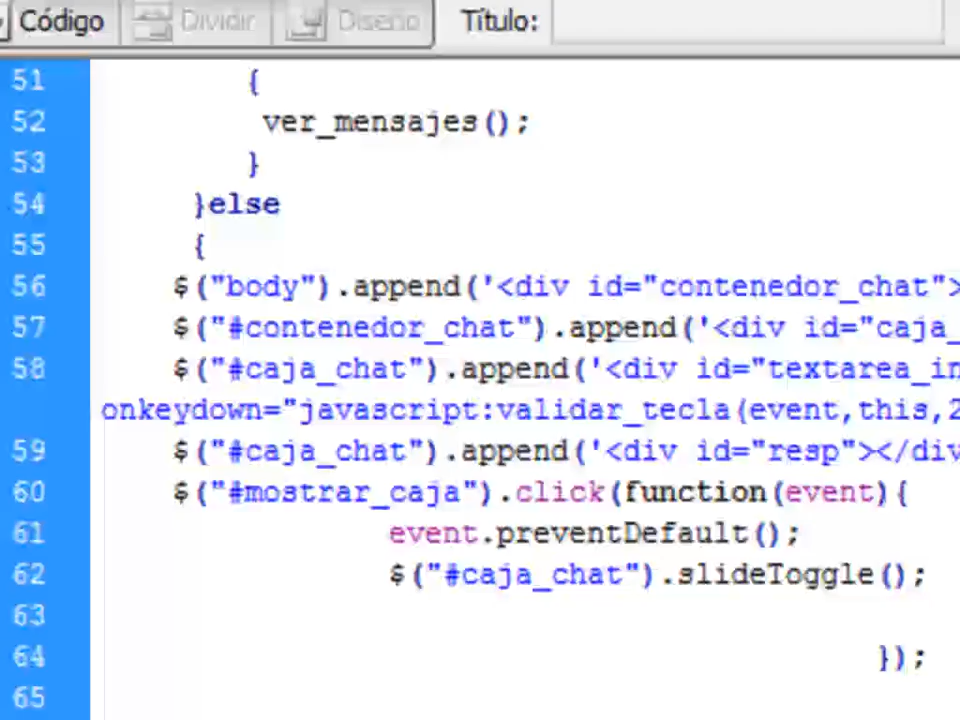 Código Dividir Diseño Título:
51 {
52 ver_mensajes();
53 }
54 }else
55 {
56 $("body").append('<div id="contenedor_chat">
57 $("#contenedor_chat").append('<div id="caja_
58 $("#caja_chat").append('<div id="textarea_in
onkeydown="javascript:validar_tecla(event,this,2
59 $("#caja_chat").append('<div id="resp"></div
60 $("#mostrar_caja").click(function(event){
61 event.preventDefault();
62 $("#caja_chat").slideToggle();
63
64 });
65